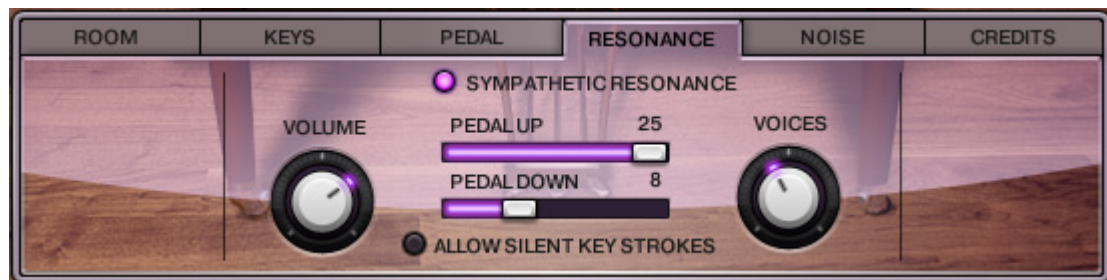 ROOM KEYS PEDAL RESONANCE NOISE CREDITS
SYMPATHETIC RESONANCE
VOLUME
PEDAL UP 25
PEDAL DOWN 8
ALLOW SILENT KEY STROKES
VOICES